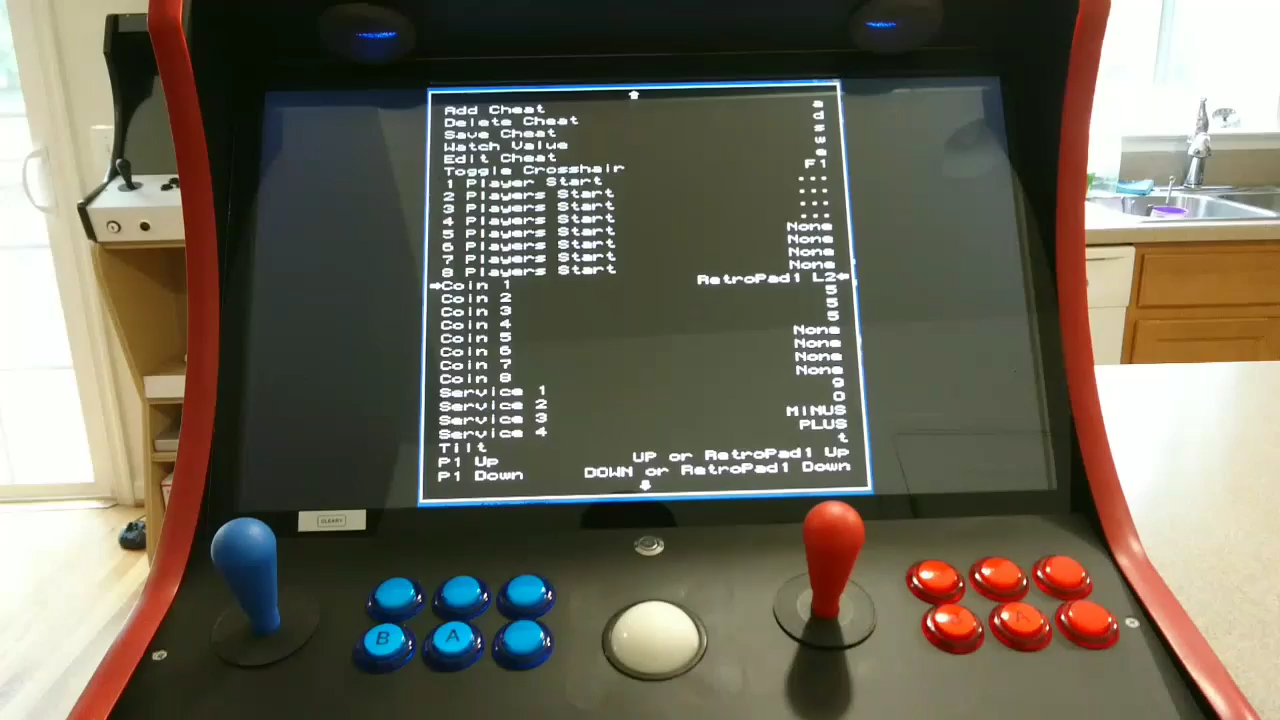 Add Cheat a
Delete Cheat d
Save Cheat s
Watch Value w
Edit Cheat e
Toggle Crosshair F1
1 Player Start ...
2 Players Start ...
3 Players Start ...
4 Players Start ...
5 Players Start None
6 Players Start None
7 Players Start None
8 Players Start None
Coin 1 RetroPad1 L2
Coin 2 5
Coin 3 5
Coin 4 5
Coin 5 None
Coin 6 None
Coin 7 None
Coin 8 None
Service 1 9
Service 2 0
Service 3 MINUS
Service 4 PLUS
Tilt t
P1 Up UP or RetroPad1 Up
P1 Down DOWN or RetroPad1 Down
B A
A